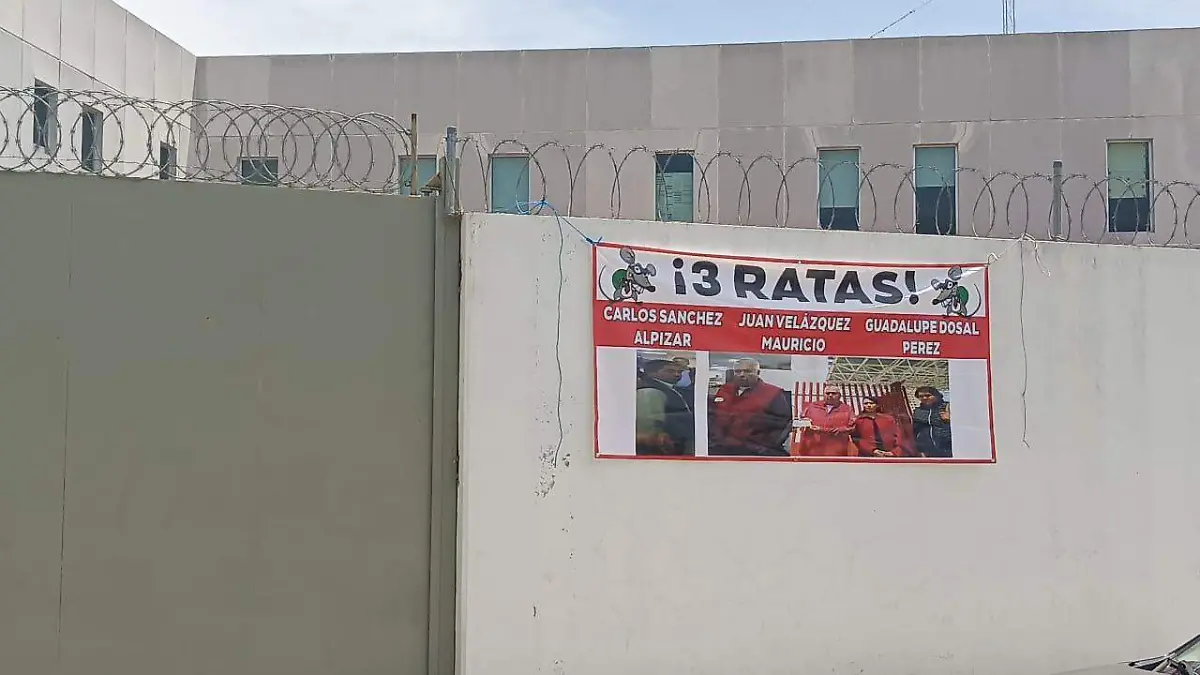 ¡3 RATAS!
CARLOS SANCHEZ JUAN VELÁZQUEZ GUADALUPE DOSAL
ALPIZAR MAURICIO PEREZ